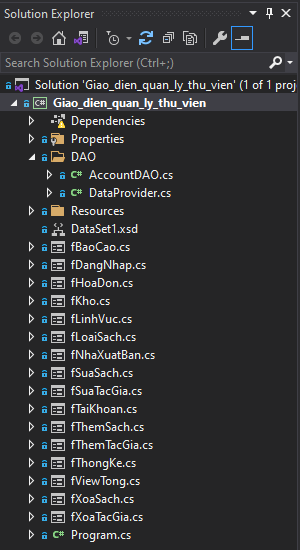 Solution Explorer
Search Solution Explorer (Ctrl+;)
Solution 'Giao_dien_quan_ly_thu_vien' (1 of 1 proj
C# Giao_dien_quan_ly_thu_vien
Dependencies
Properties
DAO
C# AccountDAO.cs
C# DataProvider.cs
Resources
DataSet1.xsd
fBaoCao.cs
fDangNhap.cs
fHoaDon.cs
fKho.cs
fLinhVuc.cs
fLoaiSach.cs
fNhaXuatBan.cs
fSuaSach.cs
fSuaTacGia.cs
fTaiKhoan.cs
fThemSach.cs
fThemTacGia.cs
fThongKe.cs
fViewTong.cs
fXoaSach.cs
fXoaTacGia.cs
C# Program.cs